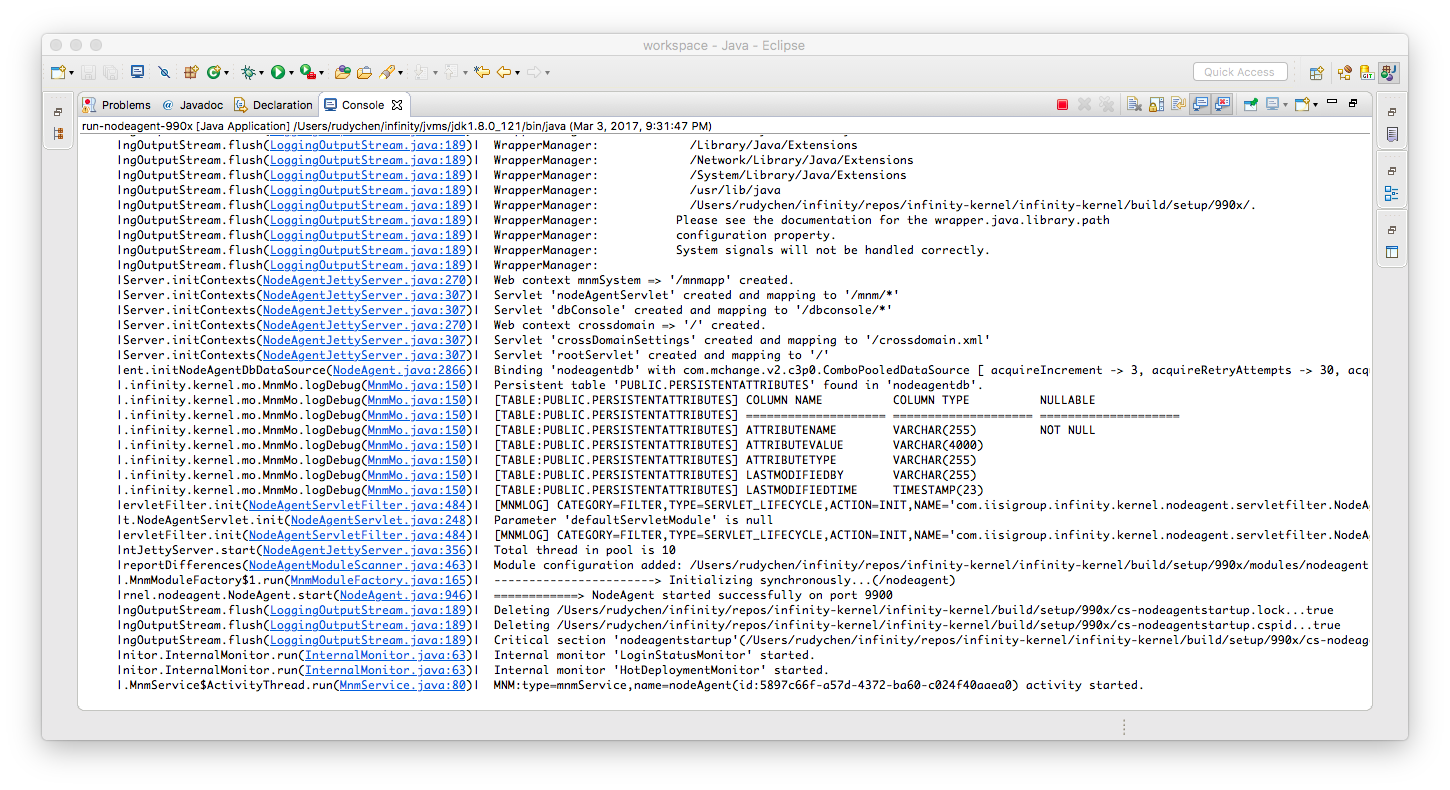 workspace - Java - Eclipse
Quick Access
GIT
Problems @ Javadoc Declaration Console
run-nodeagent-990x [Java Application] /Users/rudychen/infinity/jvms/jdk1.8.0_121/bin/java (Mar 3, 2017, 9:31:47 PM)
IngOutputStream.flush(LoggingOutputStream.java:189)| WrapperManager: /Library/Java/Extensions
IngOutputStream.flush(LoggingOutputStream.java:189)| WrapperManager: /Network/Library/Java/Extensions
IngOutputStream.flush(LoggingOutputStream.java:189)| WrapperManager: /System/Library/Java/Extensions
IngOutputStream.flush(LoggingOutputStream.java:189)| WrapperManager: /usr/lib/java
IngOutputStream.flush(LoggingOutputStream.java:189)| WrapperManager: /Users/rudychen/infinity/repos/infinity-kernel/infinity-kernel/build/setup/990x/.
IngOutputStream.flush(LoggingOutputStream.java:189)| WrapperManager: Please see the documentation for the wrapper.java.library.path
IngOutputStream.flush(LoggingOutputStream.java:189)| WrapperManager: configuration property.
IngOutputStream.flush(LoggingOutputStream.java:189)| WrapperManager: System signals will not be handled correctly.
IngOutputStream.flush(LoggingOutputStream.java:189)| WrapperManager:
|Server.initContexts(NodeAgentJettyServer.java:270)| Web context mnmSystem => '/mnmapp' created.
|Server.initContexts(NodeAgentJettyServer.java:307)| Servlet 'nodeAgentServlet' created and mapping to '/mnm/*'
|Server.initContexts(NodeAgentJettyServer.java:307)| Servlet 'dbConsole' created and mapping to '/dbconsole/*'
|Server.initContexts(NodeAgentJettyServer.java:270)| Web context crossdomain => '/' created.
|Server.initContexts(NodeAgentJettyServer.java:307)| Servlet 'crossDomainSettings' created and mapping to '/crossdomain.xml'
|Server.initContexts(NodeAgentJettyServer.java:307)| Servlet 'rootServlet' created and mapping to '/'
|ent.initNodeAgentDbDataSource(NodeAgent.java:2866)| Binding 'nodeagentdb' with com.mchange.v2.c3p0.ComboPooledDataSource [ acquireIncrement -> 3, acquireRetryAttempts -> 30, acqu
|.infinity.kernel.mo.MnmMo.logDebug(MnmMo.java:150)| Persistent table 'PUBLIC.PERSISTENTATTRIBUTES' found in 'nodeagentdb'.
|.infinity.kernel.mo.MnmMo.logDebug(MnmMo.java:150)| [TABLE:PUBLIC.PERSISTENTATTRIBUTES] COLUMN NAME COLUMN TYPE NULLABLE
|.infinity.kernel.mo.MnmMo.logDebug(MnmMo.java:150)| [TABLE:PUBLIC.PERSISTENTATTRIBUTES] ==================== ==================== ====================
|.infinity.kernel.mo.MnmMo.logDebug(MnmMo.java:150)| [TABLE:PUBLIC.PERSISTENTATTRIBUTES] ATTRIBUTENAME VARCHAR(255) NOT NULL
|.infinity.kernel.mo.MnmMo.logDebug(MnmMo.java:150)| [TABLE:PUBLIC.PERSISTENTATTRIBUTES] ATTRIBUTEVALUE VARCHAR(4000)
|.infinity.kernel.mo.MnmMo.logDebug(MnmMo.java:150)| [TABLE:PUBLIC.PERSISTENTATTRIBUTES] ATTRIBUTETYPE VARCHAR(255)
|.infinity.kernel.mo.MnmMo.logDebug(MnmMo.java:150)| [TABLE:PUBLIC.PERSISTENTATTRIBUTES] LASTMODIFIEDBY VARCHAR(255)
|.infinity.kernel.mo.MnmMo.logDebug(MnmMo.java:150)| [TABLE:PUBLIC.PERSISTENTATTRIBUTES] LASTMODIFIEDTIME TIMESTAMP(23)
|ervletFilter.init(NodeAgentServletFilter.java:484)| [MNMLOG] CATEGORY=FILTER,TYPE=SERVLET_LIFECYCLE,ACTION=INIT,NAME='com.iisigroup.infinity.kernel.nodeagent.servletfilter.NodeA
|t.NodeAgentServlet.init(NodeAgentServlet.java:248)| Parameter 'defaultServletModule' is null
|ervletFilter.init(NodeAgentServletFilter.java:484)| [MNMLOG] CATEGORY=FILTER,TYPE=SERVLET_LIFECYCLE,ACTION=INIT,NAME='com.iisigroup.infinity.kernel.nodeagent.servletfilter.NodeA
|ntJettyServer.start(NodeAgentJettyServer.java:356)| Total thread in pool is 10
|reportDifferences(NodeAgentModuleScanner.java:463)| Module configuration added: /Users/rudychen/infinity/repos/infinity-kernel/infinity-kernel/build/setup/990x/modules/nodeagent
|.MnmModuleFactory$1.run(MnmModuleFactory.java:165)| -----------------------> Initializing synchronously...(/nodeagent)
|rnel.nodeagent.NodeAgent.start(NodeAgent.java:946)| ============> NodeAgent started successfully on port 9900
|ngOutputStream.flush(LoggingOutputStream.java:189)| Deleting /Users/rudychen/infinity/repos/infinity-kernel/infinity-kernel/build/setup/990x/cs-nodeagentstartup.lock...true
|ngOutputStream.flush(LoggingOutputStream.java:189)| Deleting /Users/rudychen/infinity/repos/infinity-kernel/infinity-kernel/build/setup/990x/cs-nodeagentstartup.cspid...true
|ngOutputStream.flush(LoggingOutputStream.java:189)| Critical section 'nodeagentstartup'(/Users/rudychen/infinity/repos/infinity-kernel/infinity-kernel/build/setup/990x/cs-nodeag
|nitor.InternalMonitor.run(InternalMonitor.java:63)| Internal monitor 'LoginStatusMonitor' started.
|nitor.InternalMonitor.run(InternalMonitor.java:63)| Internal monitor 'HotDeploymentMonitor' started.
|.MnmService$ActivityThread.run(MnmService.java:80)| MNM:type=mnmService,name=nodeAgent(id:5897c66f-a57d-4372-ba60-c024f40aaea0) activity started.